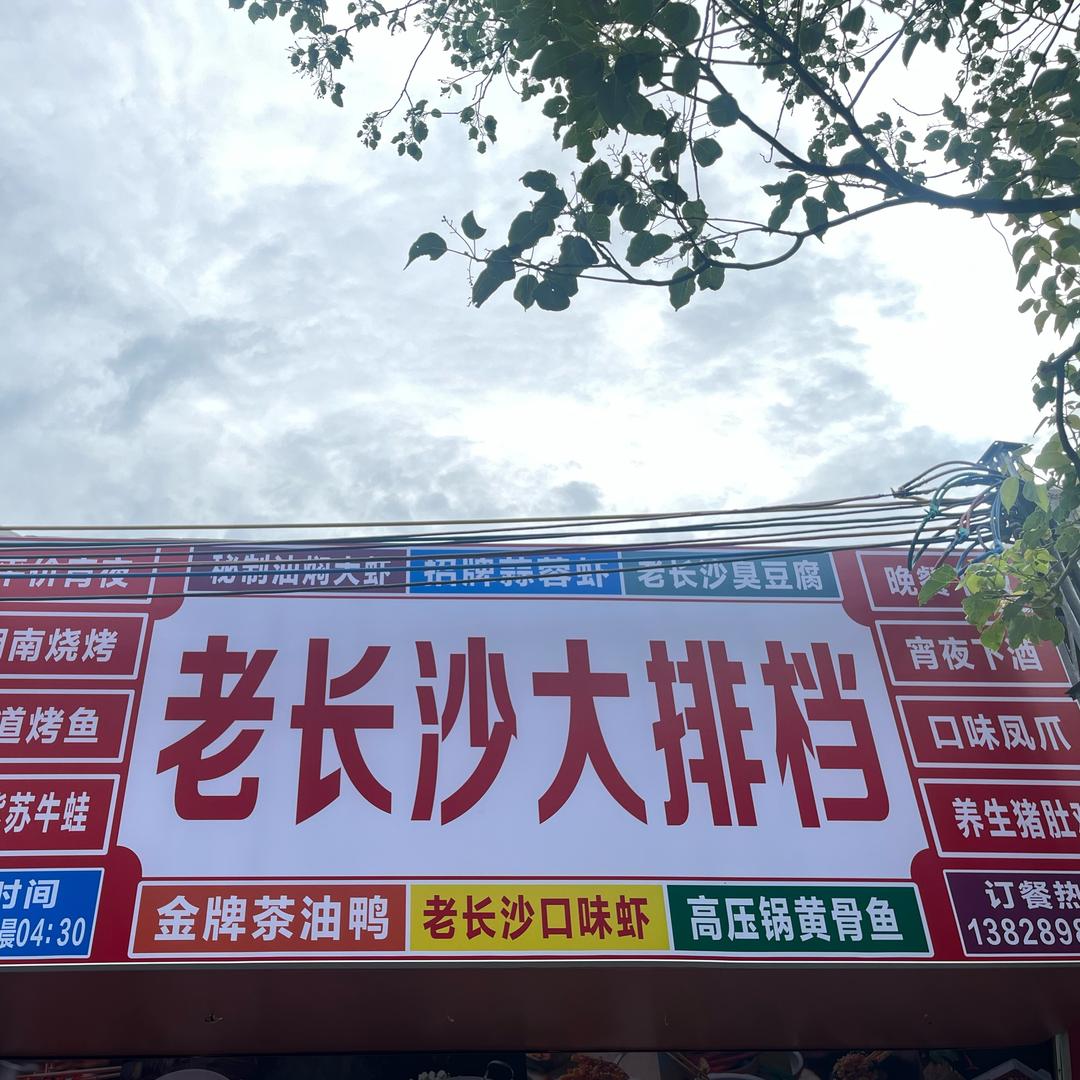 秘制油焖大虾
招牌蒜蓉虾
老长沙臭豆腐
晚餐
南烧烤
宵夜下酒
老长沙大排档
道烤鱼
口味凤爪
苏牛蛙
养生猪肚
时间
04:30
金牌茶油鸭
老长沙口味虾
高压锅黄骨鱼
订餐热
138289